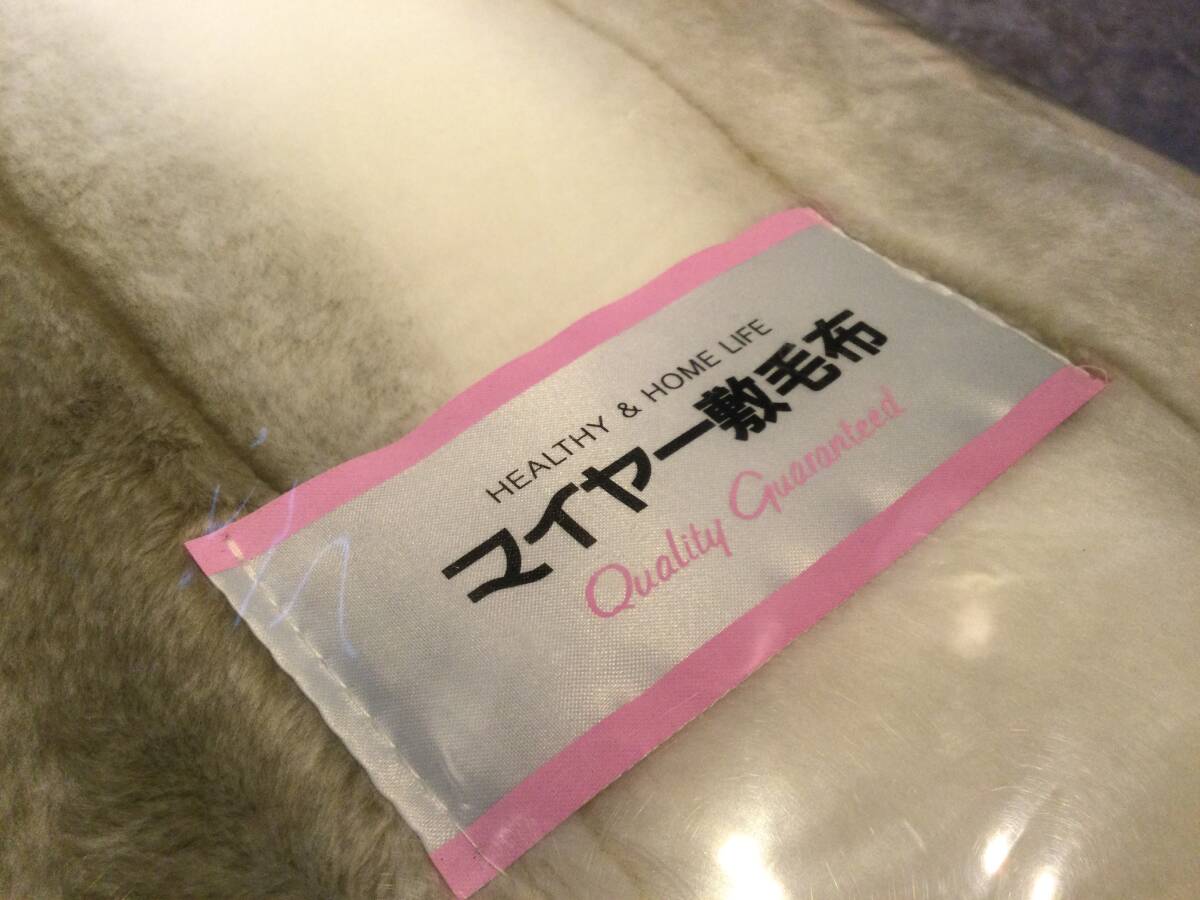 HEALTHY & HOME LIFE
マイヤー敷毛布
Quality Guaranteed